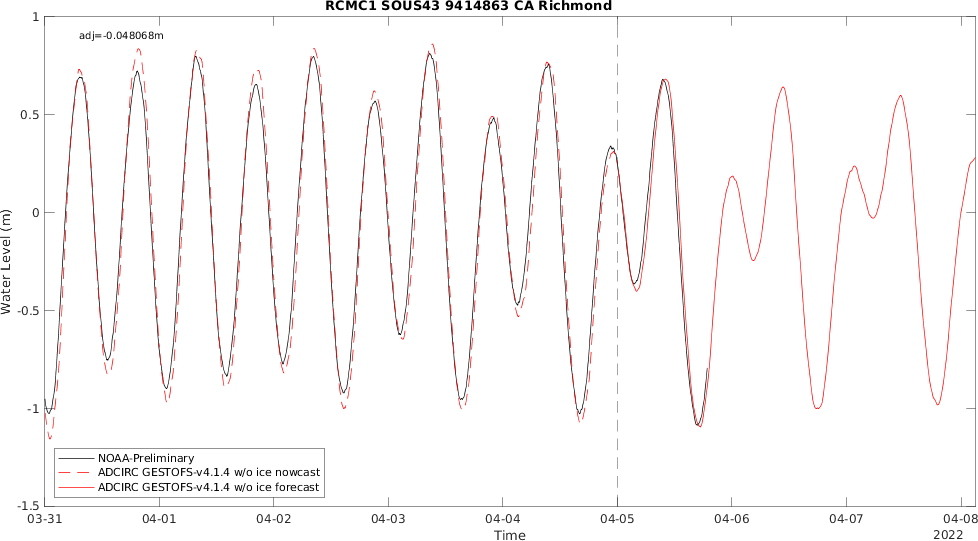 RCMC1 SOUS43 9414863 CA Richmond
adj=-0.048068m
1
0.5
0
-0.5
-1
-1.5
Water Level (m)
NOAA-Preliminary
ADCIRC GESTOFS-v4.1.4 w/o ice nowcast
ADCIRC GESTOFS-v4.1.4 w/o ice forecast
03-31 04-01 04-02 04-03 04-04 04-05 04-06 04-07 04-08
Time
2022